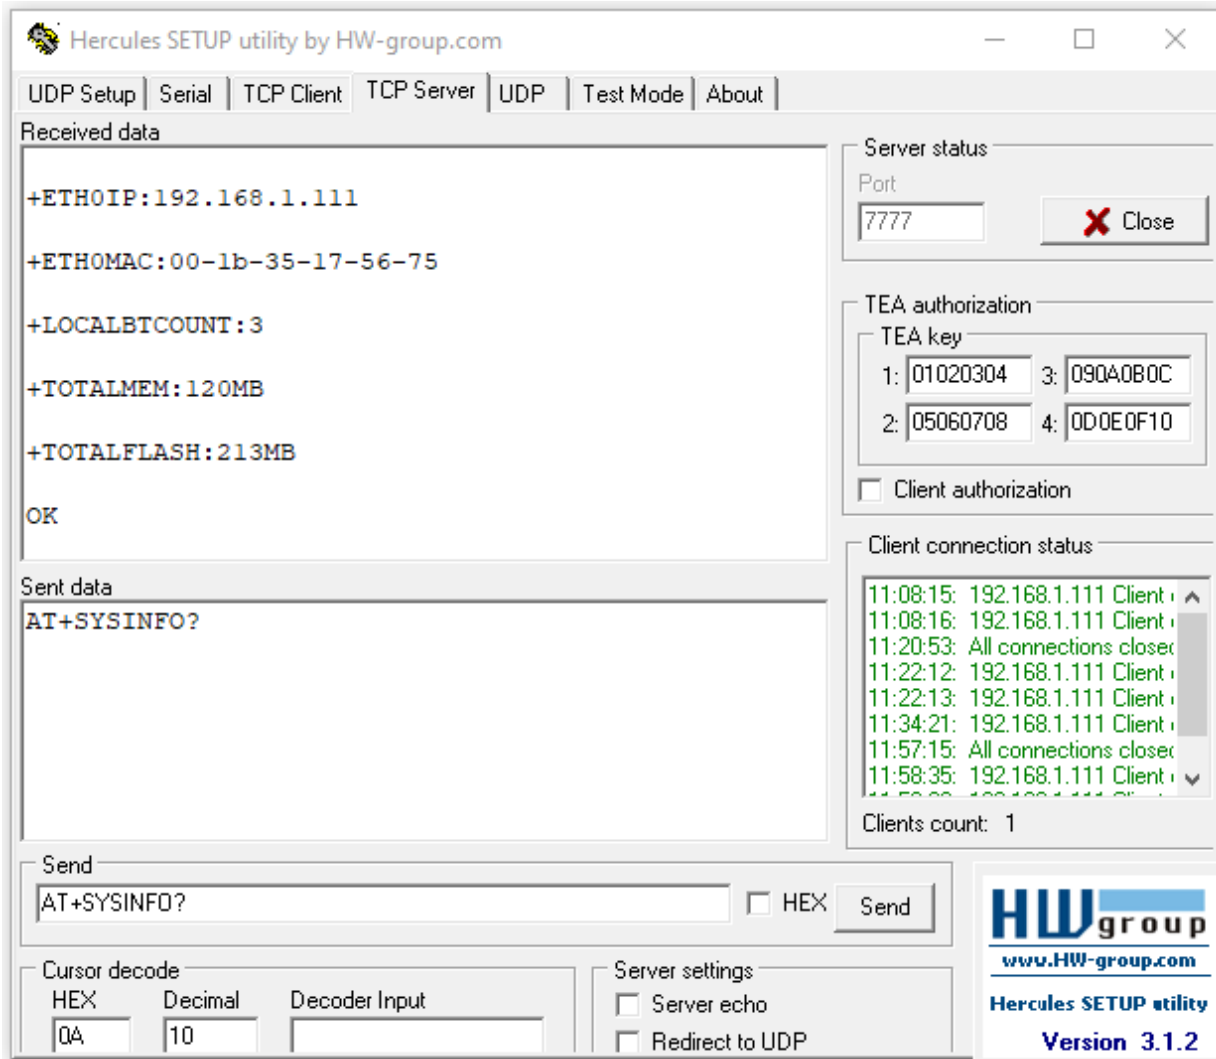 Hercules SETUP utility by HW-group.com
UDP Setup Serial TCP Client TCP Server UDP Test Mode About
Received data
+ETH0IP:192.168.1.111
+ETH0MAC:00-1b-35-17-56-75
+LOCALBTCOUNT:3
+TOTALMEM:120MB
+TOTALFLASH:213MB
OK
Sent data
AT+SYSINFO?
Send
AT+SYSINFO?
HEX
Send
Cursor decode
HEX Decimal Decoder Input
0A 10
Server settings
Server echo
Redirect to UDP
Server status
Port
7777
Close
TEA authorization
TEA key
1: 01020304 3: 090A0B0C
2: 05060708 4: 0D0E0F10
Client authorization
Client connection status
11:08:15: 192.168.1.111 Client
11:08:16: 192.168.1.111 Client
11:20:53: All connections closed
11:22:12: 192.168.1.111 Client
11:22:13: 192.168.1.111 Client
11:34:21: 192.168.1.111 Client
11:57:15: All connections closed
11:58:35: 192.168.1.111 Client
Clients count: 1
HW group
www.HW-group.com
Hercules SETUP utility
Version 3.1.2